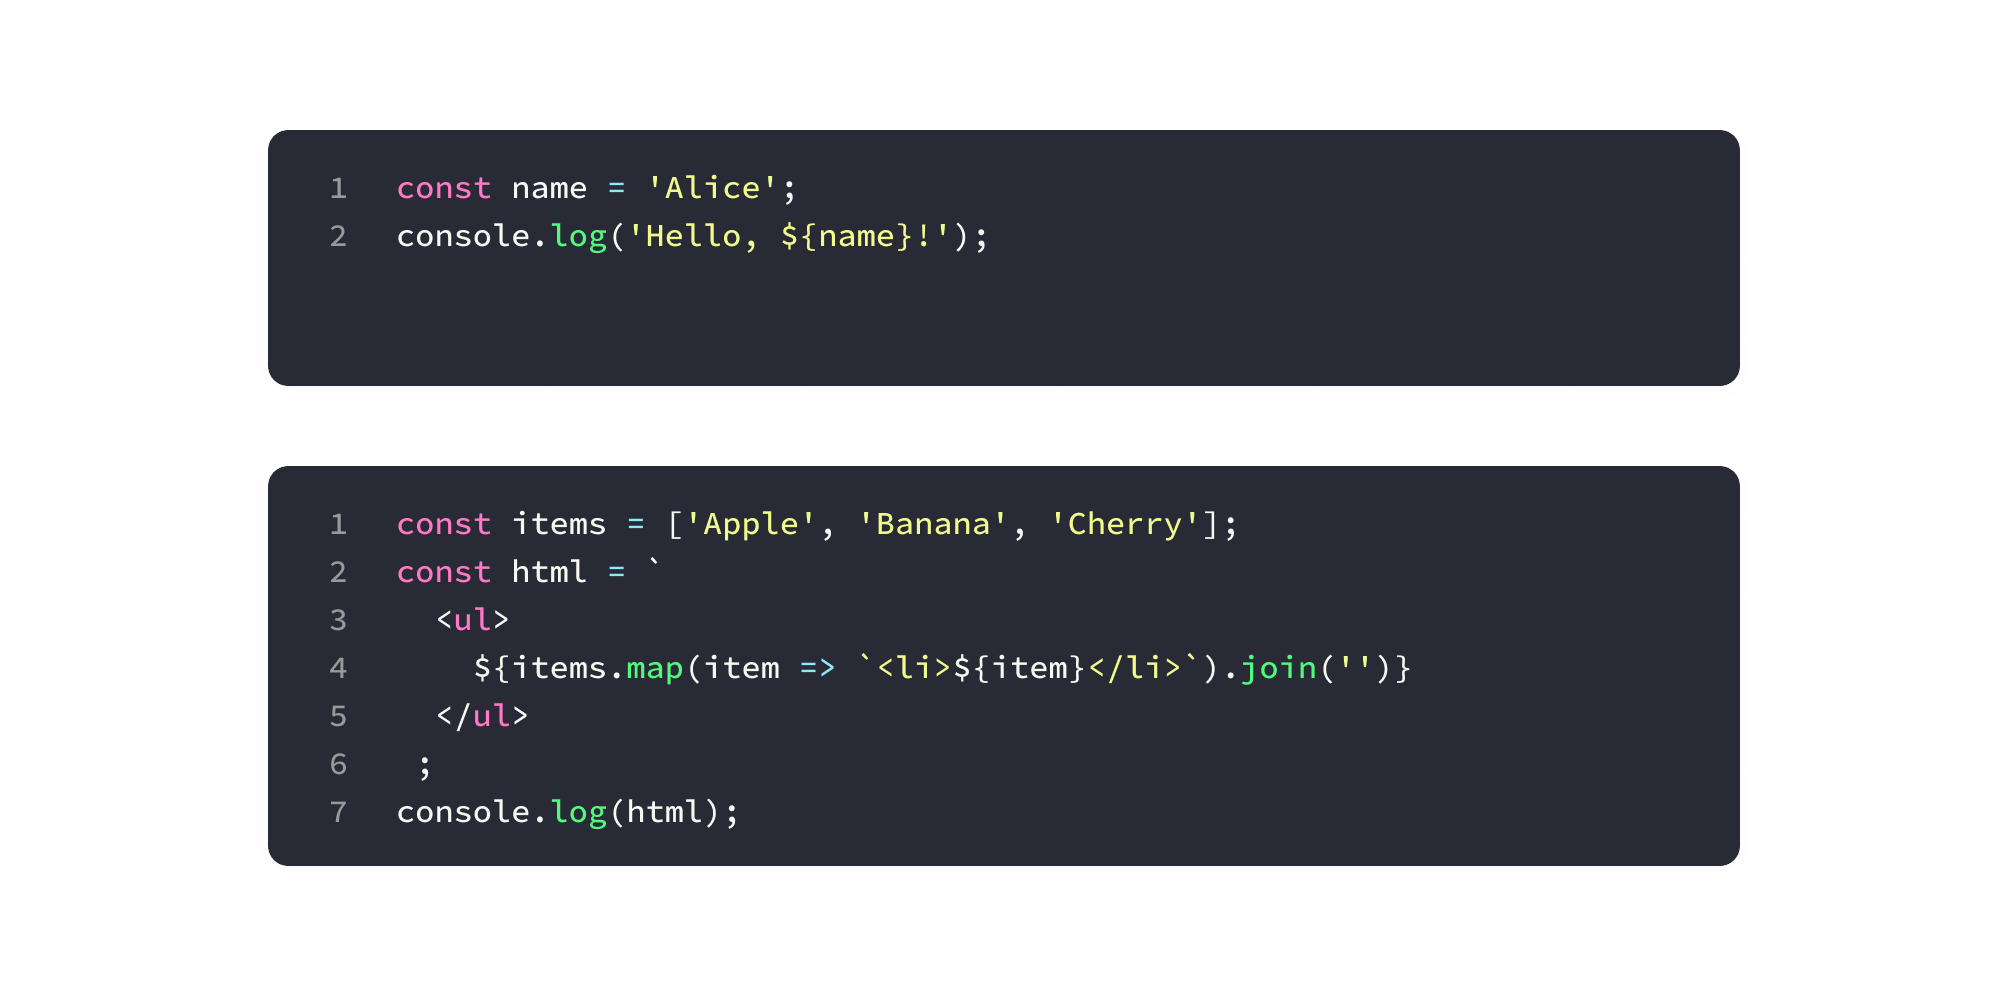 1 const name = 'Alice';
2 console.log('Hello, ${name}!');
1 const items = ['Apple', 'Banana', 'Cherry'];
2 const html = `
3   <ul>
4     ${items.map(item => `<li>${item}</li>`).join('')}
5   </ul>
6  ;
7 console.log(html);